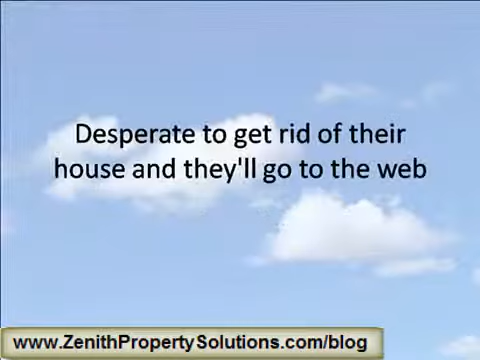 Desperate to get rid of their
house and they'll go to the web
www.ZenithPropertySolutions.com/blog